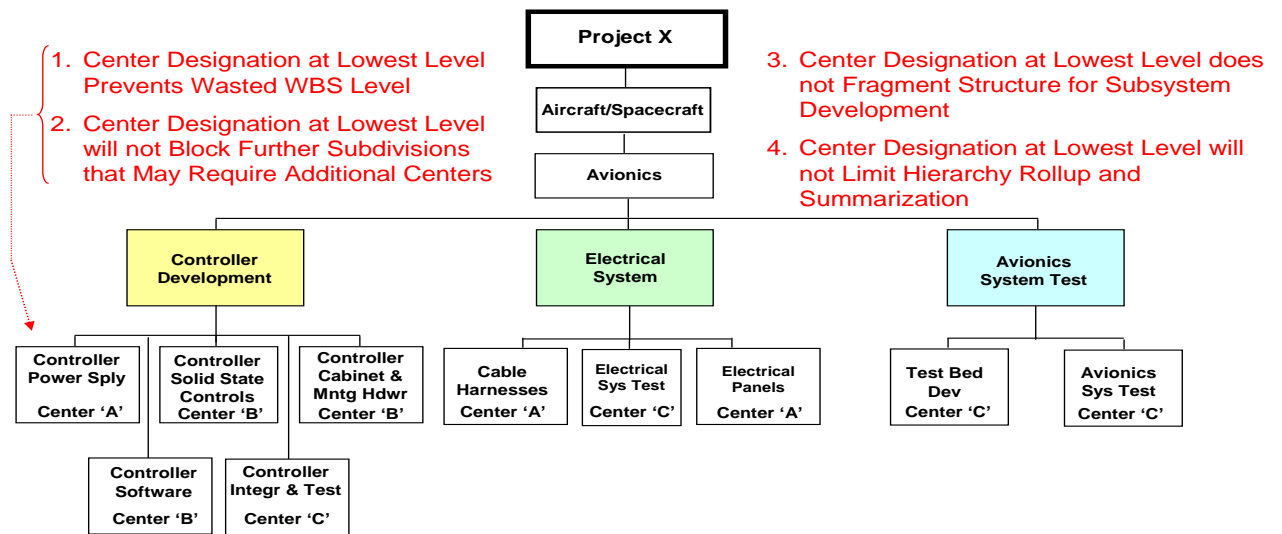 Project X
1. Center Designation at Lowest Level
Prevents Wasted WBS Level
2. Center Designation at Lowest Level
will not Block Further Subdivisions
that May Require Additional Centers
3. Center Designation at Lowest Level does
not Fragment Structure for Subsystem
Development
4. Center Designation at Lowest Level will
not Limit Hierarchy Rollup and
Summarization
Aircraft/Spacecraft
Avionics
Controller
Development
Electrical
System
Avionics
System Test
Controller
Power Sply
Center ‘A’
Controller
Solid State
Controls
Center ‘B’
Controller
Cabinet &
Mntg Hdwr
Center ‘B’
Cable
Harnesses
Center ‘A’
Electrical
Sys Test
Center ‘C’
Electrical
Panels
Center ‘A’
Test Bed
Dev
Center ‘C’
Avionics
Sys Test
Center ‘C’
Controller
Software
Center ‘B’
Controller
Integr & Test
Center ‘C’